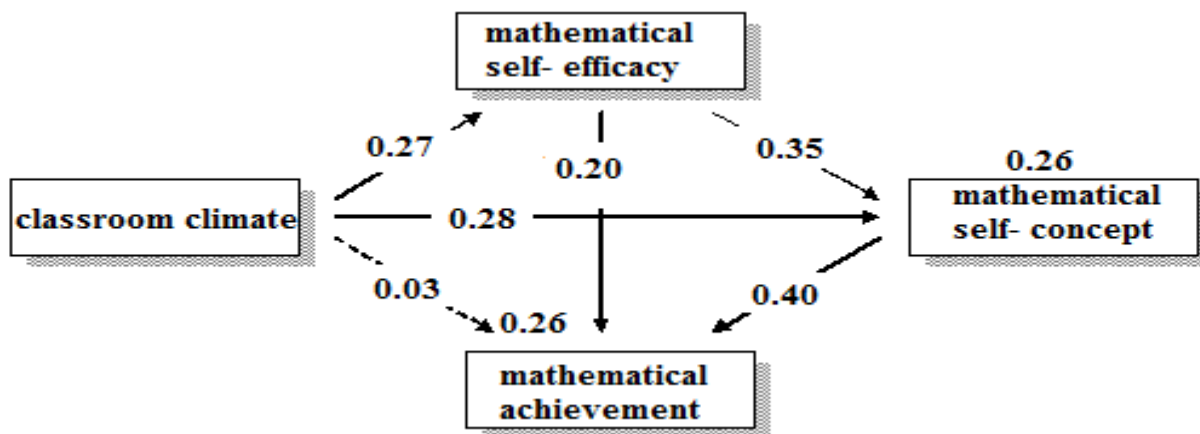 mathematical
self- efficacy
0.27
0.20
0.35
0.26
classroom climate
0.28
mathematical
self- concept
0.03
0.26
0.40
mathematical
achievement